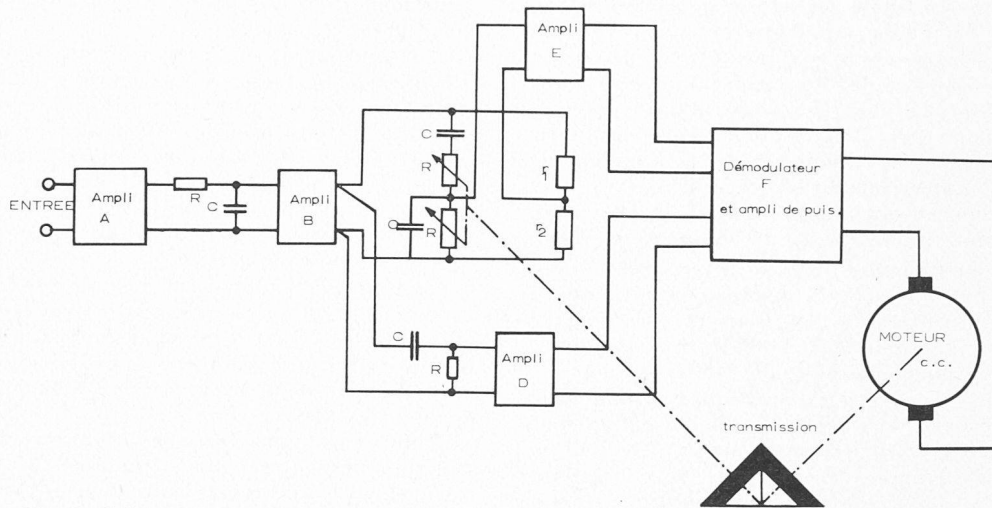 Ampli
E
C
R
r1
Démodulateur
F
et ampli de puis.
ENTREE
Ampli
A
R
C
Ampli
B
C
R
r2
MOTEUR
c.c.
C
R
Ampli
D
transmission